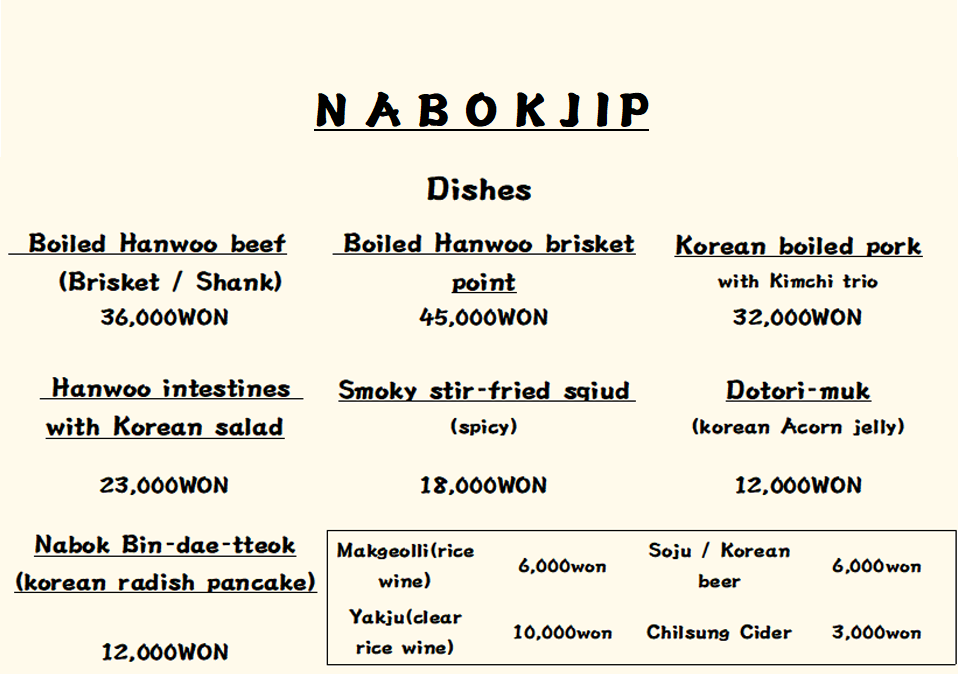 NABOKJIP
Dishes
Boiled Hanwoo beef
(Brisket / Shank)
36,000WON
Boiled Hanwoo brisket
point
45,000WON
Korean boiled pork
with Kimchi trio
32,000WON
Hanwoo intestines
with Korean salad
23,000WON
Smoky stir-fried sqiud
(spicy)
18,000WON
Dotori-muk
(korean Acorn jelly)
12,000WON
Nabok Bin-dae-tteok
(korean radish pancake)
12,000WON
Makgeolli(rice
wine)
6,000won
Soju / Korean
beer
6,000won
Yakju(clear
rice wine)
10,000won
Chilsung Cider
3,000won